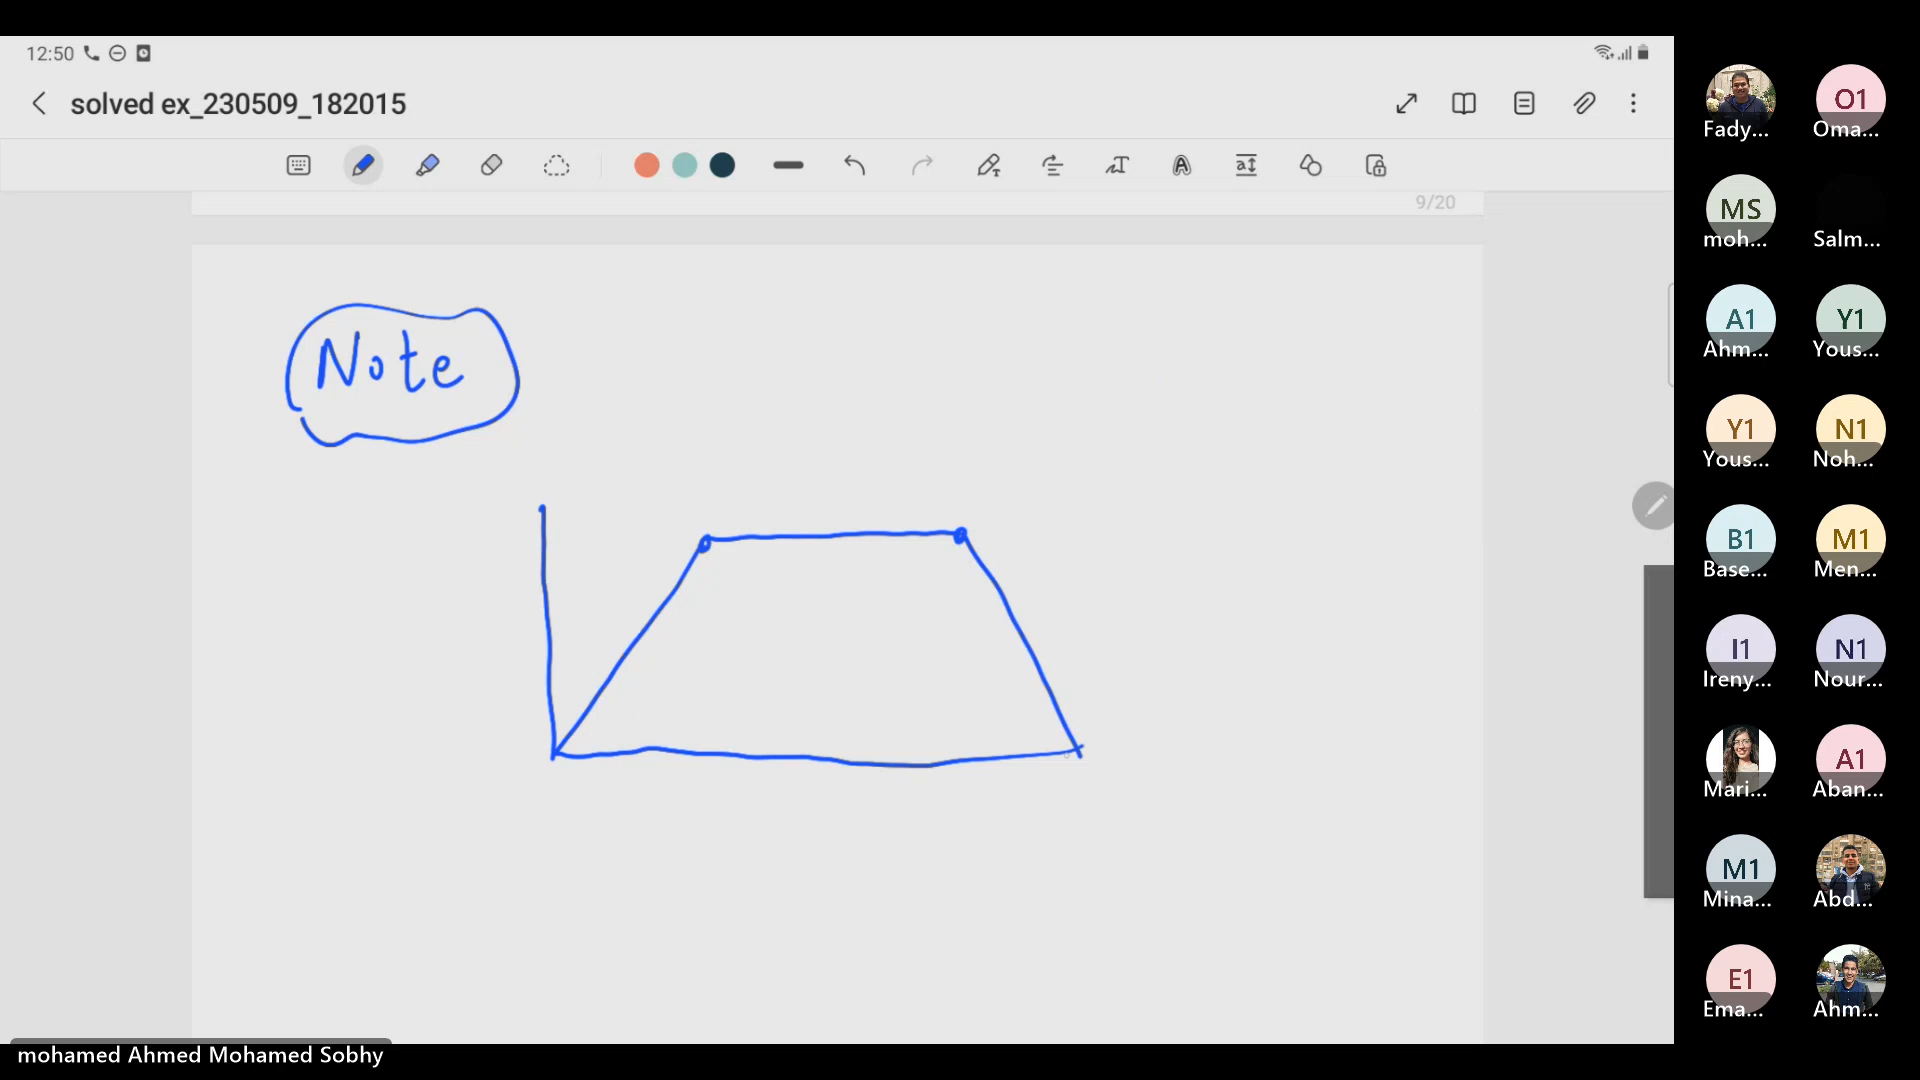 12:50
solved ex_230509_182015
9/20
Note
Fady...
O1
Oma...
MS
moh...
Salm...
A1
Ahm...
Y1
Yous...
Y1
Yous...
N1
Noh...
B1
Base...
M1
Men...
I1
Ireny...
N1
Nour...
Mari...
A1
Aban...
M1
Mina...
Abd...
E1
Ema...
Ahm...
mohamed Ahmed Mohamed Sobhy